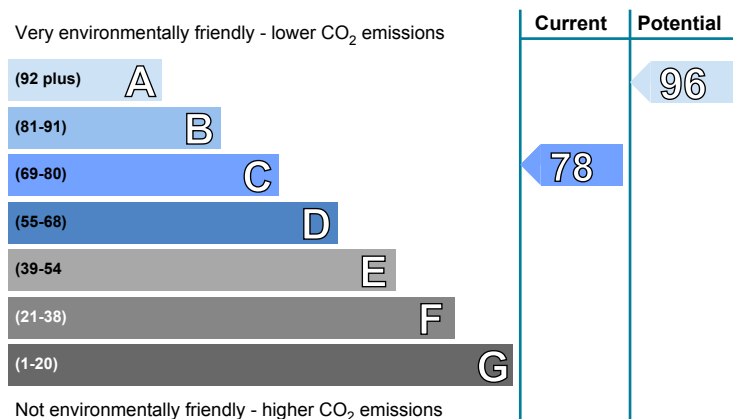 Very environmentally friendly - lower CO2 emissions
Current
Potential
(92 plus) A
96
(81-91) B
(69-80) C
78
(55-68) D
(39-54 E
(21-38) F
(1-20) G
Not environmentally friendly - higher CO2 emissions